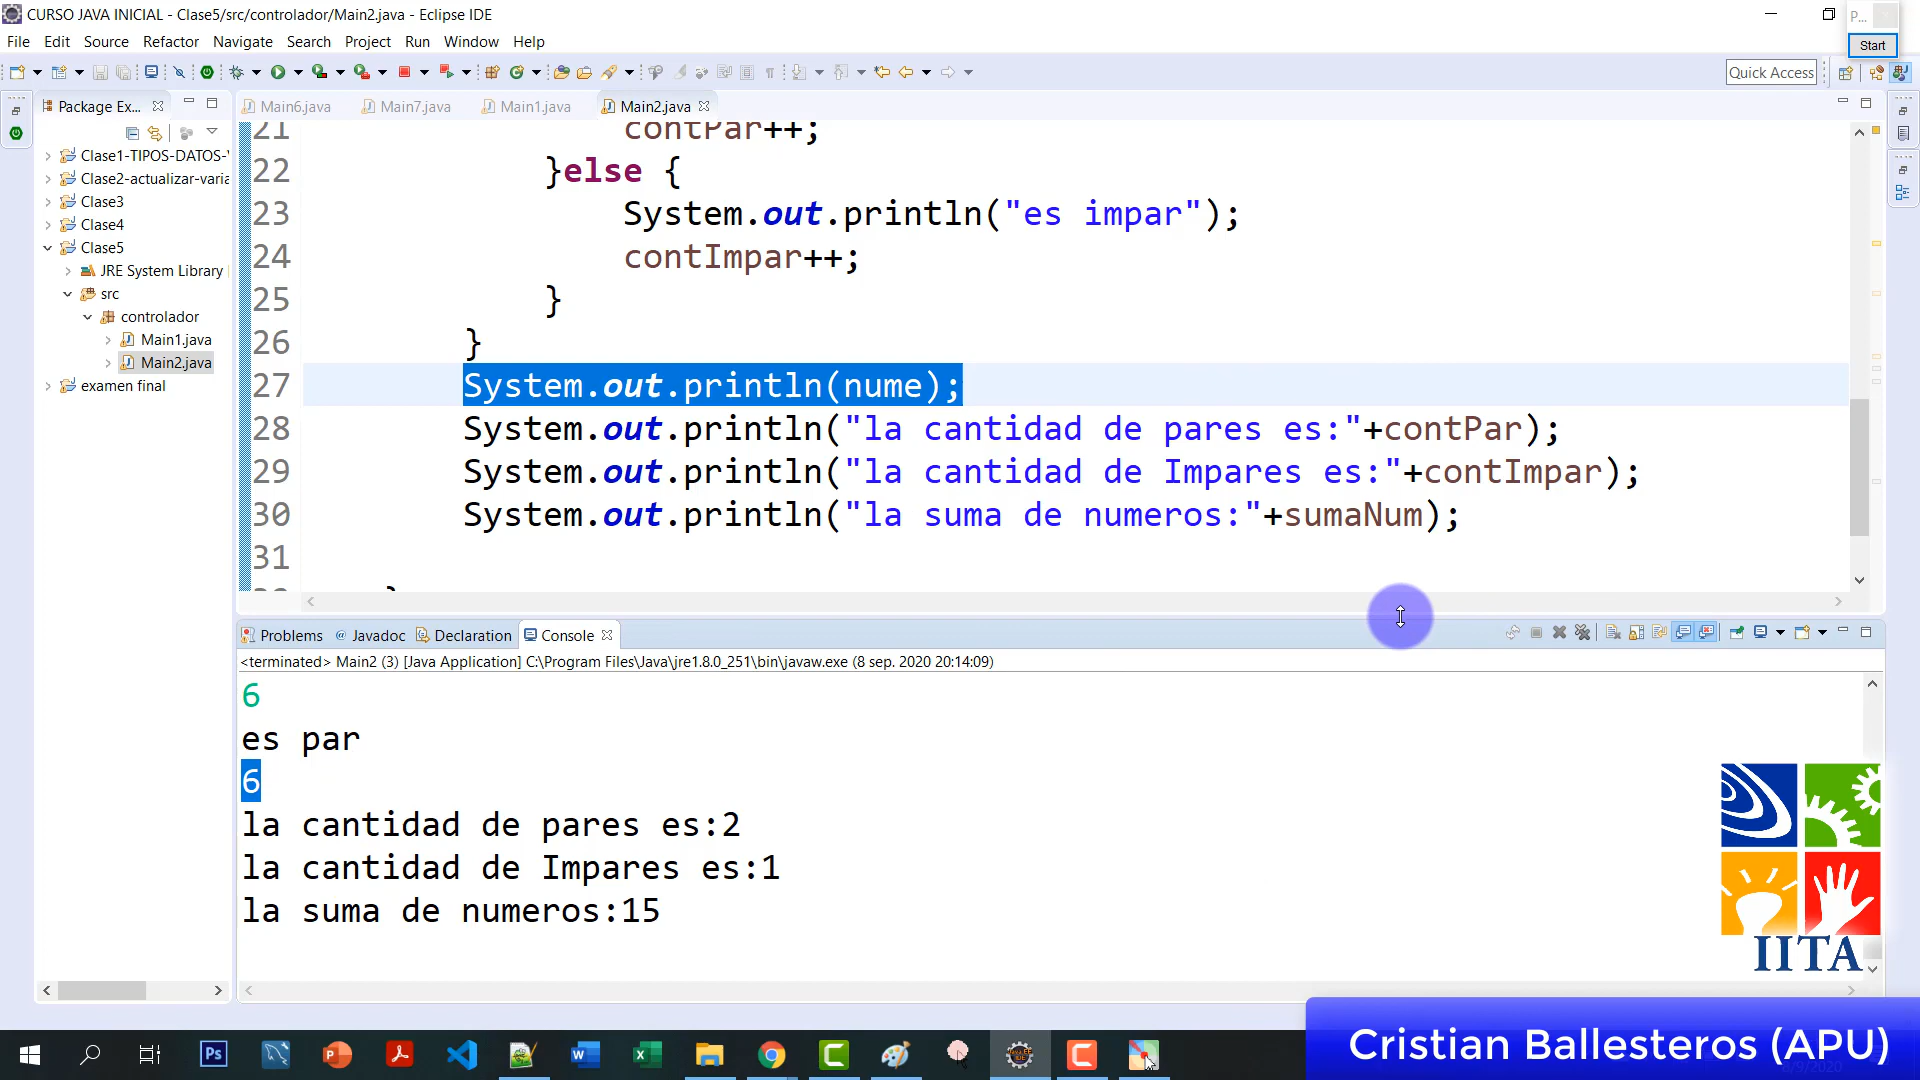 CURSO JAVA INICIAL - Clase5/src/controlador/Main2.java - Eclipse IDE
P...
File Edit Source Refactor Navigate Search Project Run Window Help
Start
Quick Access
Package Ex...
Main6.java Main7.java Main1.java Main2.java
Clase1-TIPOS-DATOS-
Clase2-actualizar-varia
Clase3
Clase4
Clase5
JRE System Library
src
controlador
Main1.java
Main2.java
examen final
21 contPar++;
22 }else {
23 System.out.println("es impar");
24 contImpar++;
25 }
26 }
27 System.out.println(nume);
28 System.out.println("la cantidad de pares es:"+contPar);
29 System.out.println("la cantidad de Impares es:"+contImpar);
30 System.out.println("la suma de numeros:"+sumaNum);
31
Problems @ Javadoc Declaration Console
<terminated> Main2 (3) [Java Application] C:\Program Files\Java\jre1.8.0_251\bin\javaw.exe (8 sep. 2020 20:14:09)
6
es par
6
la cantidad de pares es:2
la cantidad de Impares es:1
la suma de numeros:15
IITA
Cristian Ballesteros (APU)